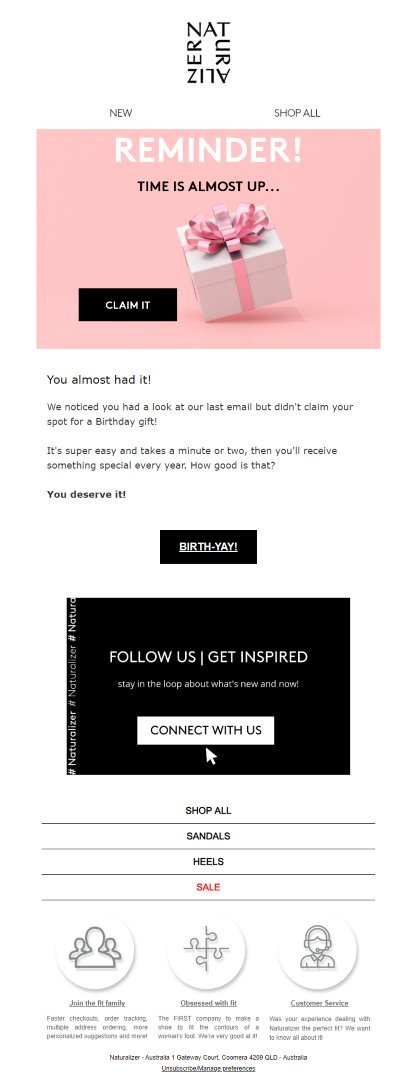 NATURALIZER
NEW SHOP ALL
REMINDER!
TIME IS ALMOST UP...
CLAIM IT
You almost had it!
We noticed you had a look at our last email but didn't claim your
spot for a Birthday gift!
It's super easy and takes a minute or two, then you'll receive
something special every year. How good is that?
You deserve it!
BIRTH-YAY!
# Naturalizer # Naturalizer # Natura
FOLLOW US | GET INSPIRED
stay in the loop about what's new and now!
CONNECT WITH US
SHOP ALL
SANDALS
HEELS
SALE
Join the fit family
Faster checkouts, order tracking,
multiple address ordering, more
personalized suggestions and more!
Obsessed with fit
The FIRST company to make a
shoe to fit the contours of a
woman's foot. We're very good at it!
Customer Service
Was your experience dealing with
Naturalizer the perfect fit? We want
to know all about it!
Naturalizer - Australia 1 Gateway Court, Coomera 4209 QLD - Australia
Unsubscribe/Manage preferences